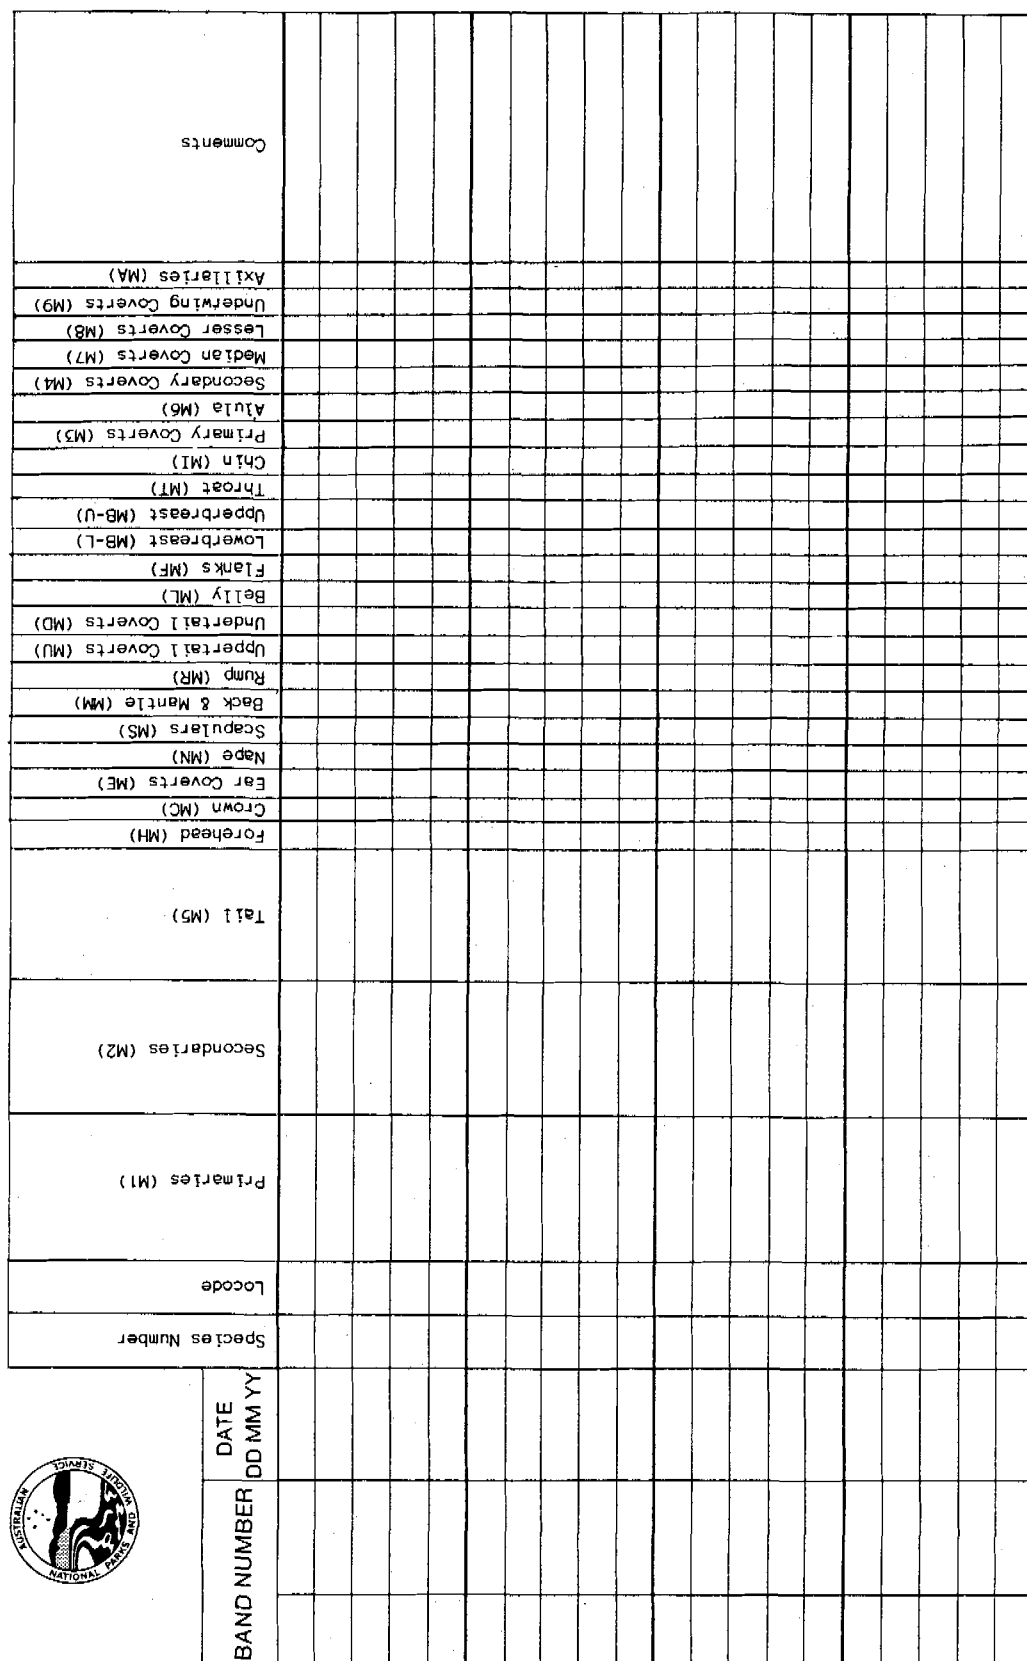 BAND NUMBER
DATE
DD MM YY
Species Number
Locode
Primaries (M1)
Secondaries (M2)
Tail (M5)
Forehead (MH)
Crown (MC)
Ear Coverts (ME)
Nape (MN)
Scapulars (MS)
Back & Mantle (MM)
Rump (MR)
Uppertail Coverts (MU)
Undertail Coverts (MD)
Belly (ML)
Flanks (MF)
Lowerbreast (MB-L)
Upperbreast (MB-U)
Throat (MT)
Chin (MI)
Primary Coverts (M3)
Alula (M6)
Secondary Coverts (M4)
Median Coverts (M7)
Lesser Coverts (M8)
Underwing Coverts (M9)
Axillaries (MA)
Comments
AUSTRALIAN
NATIONAL PARKS AND WILDLIFE SERVICE